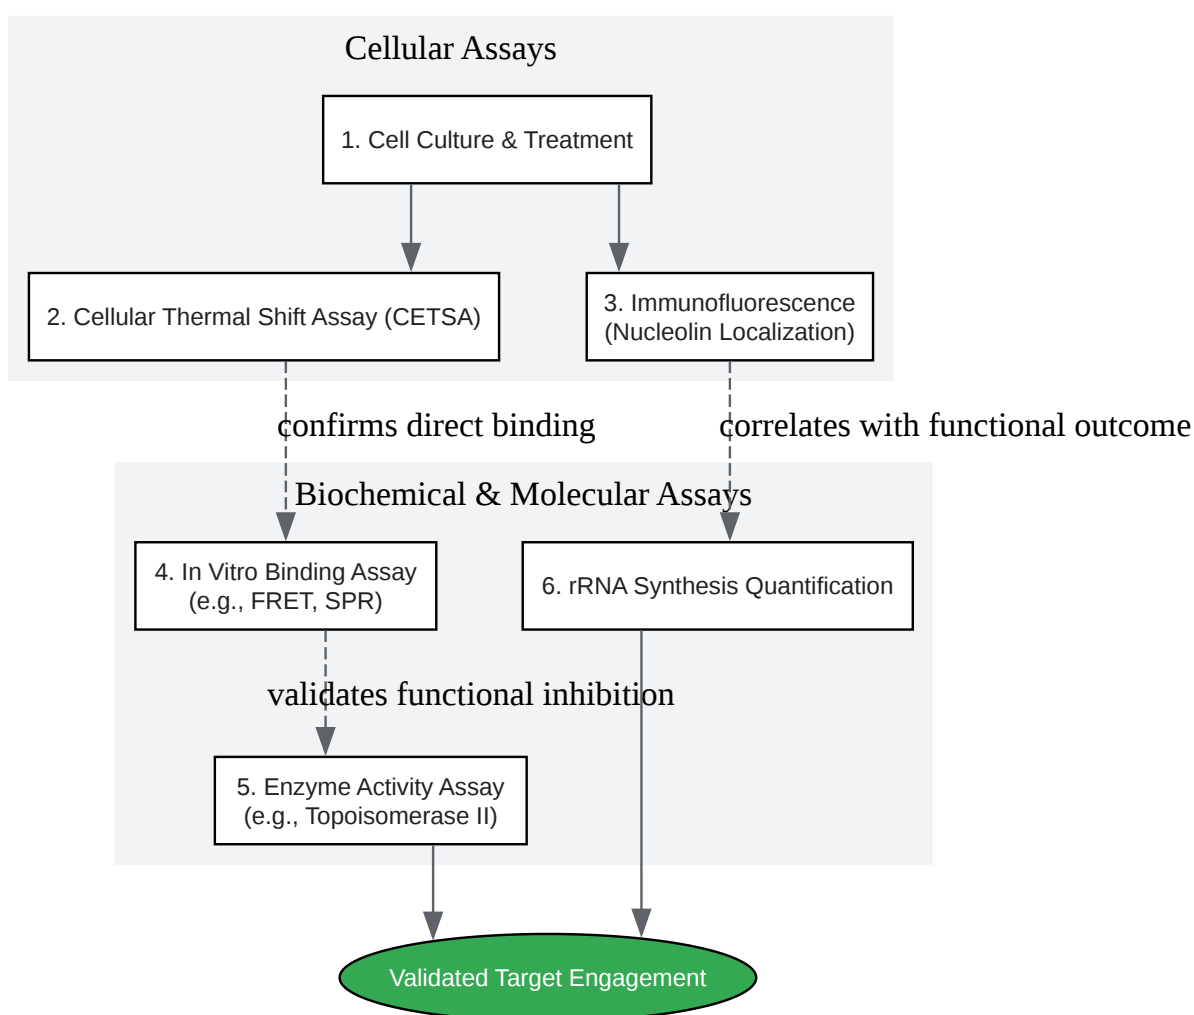 Cellular Assays
1. Cell Culture & Treatment
2. Cellular Thermal Shift Assay (CETSA)
3. Immunofluorescence
(Nucleolin Localization)
confirms direct binding
correlates with functional outcome
Biochemical & Molecular Assays
4. In Vitro Binding Assay
(e.g., FRET, SPR)
6. rRNA Synthesis Quantification
validates functional inhibition
5. Enzyme Activity Assay
(e.g., Topoisomerase II)
Validated Target Engagement